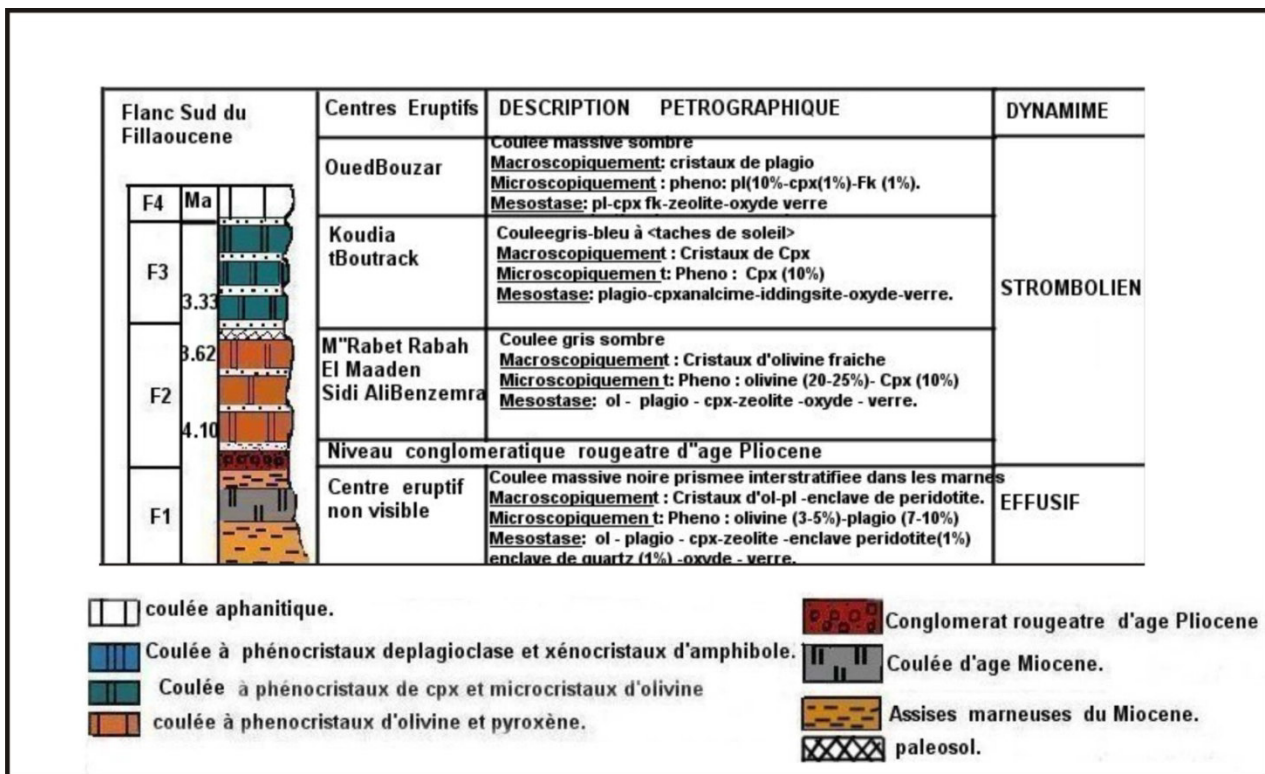 Flanc Sud du
Fillaoucene
Centres Eruptifs
DESCRIPTION PETROGRAPHIQUE
DYNAMIME
F4
Ma
OuedBouzar
Coulee massive sombre
Macroscopiquement: cristaux de plagio
Microscopiquement : pheno: pl(10%-cpx(1%)-Fk (1%).
Mesostase: pl-cpx fk-zeolite-oxyde verre
F3
3.33
Koudia
tBoutrack
Couleegris-bleu à <taches de soleil>
Macroscopiquement : Cristaux de Cpx
Microscopiquemen t: Pheno : Cpx (10%)
Mesostase: plagio-cpxanalcime-iddingsite-oxyde-verre.
STROMBOLIEN
F2
3.62
4.10
M"Rabet Rabah
El Maaden
Sidi AliBenzemra
Coulee gris sombre
Macroscopiquement : Cristaux d'olivine fraiche
Microscopiquemen t: Pheno : olivine (20-25%)- Cpx (10%)
Mesostase: ol - plagio - cpx-zeolite -oxyde - verre.
Niveau conglomeratique rougeatre d"age Pliocene
F1
Centre eruptif
non visible
Coulee massive noire prismee interstratifiee dans les marnes
Macroscopiquement : Cristaux d'ol-pl -enclave de peridotite.
Microscopiquemen t: Pheno : olivine (3-5%)-plagio (7-10%)
Mesostase: ol - plagio - cpx-zeolite -enclave peridotite(1%)
enclave de quartz (1%) -oxyde - verre.
EFFUSIF
coulée aphanitique.
Coulée à phénocristaux deplagioclase et xénocristaux d'amphibole.
Coulée à phénocristaux de cpx et microcristaux d'olivine
coulée à phenocristaux d'olivine et pyroxène.
Conglomerat rougeatre d'age Pliocene
Coulée d'age Miocene.
Assises marneuses du Miocene.
paleosol.